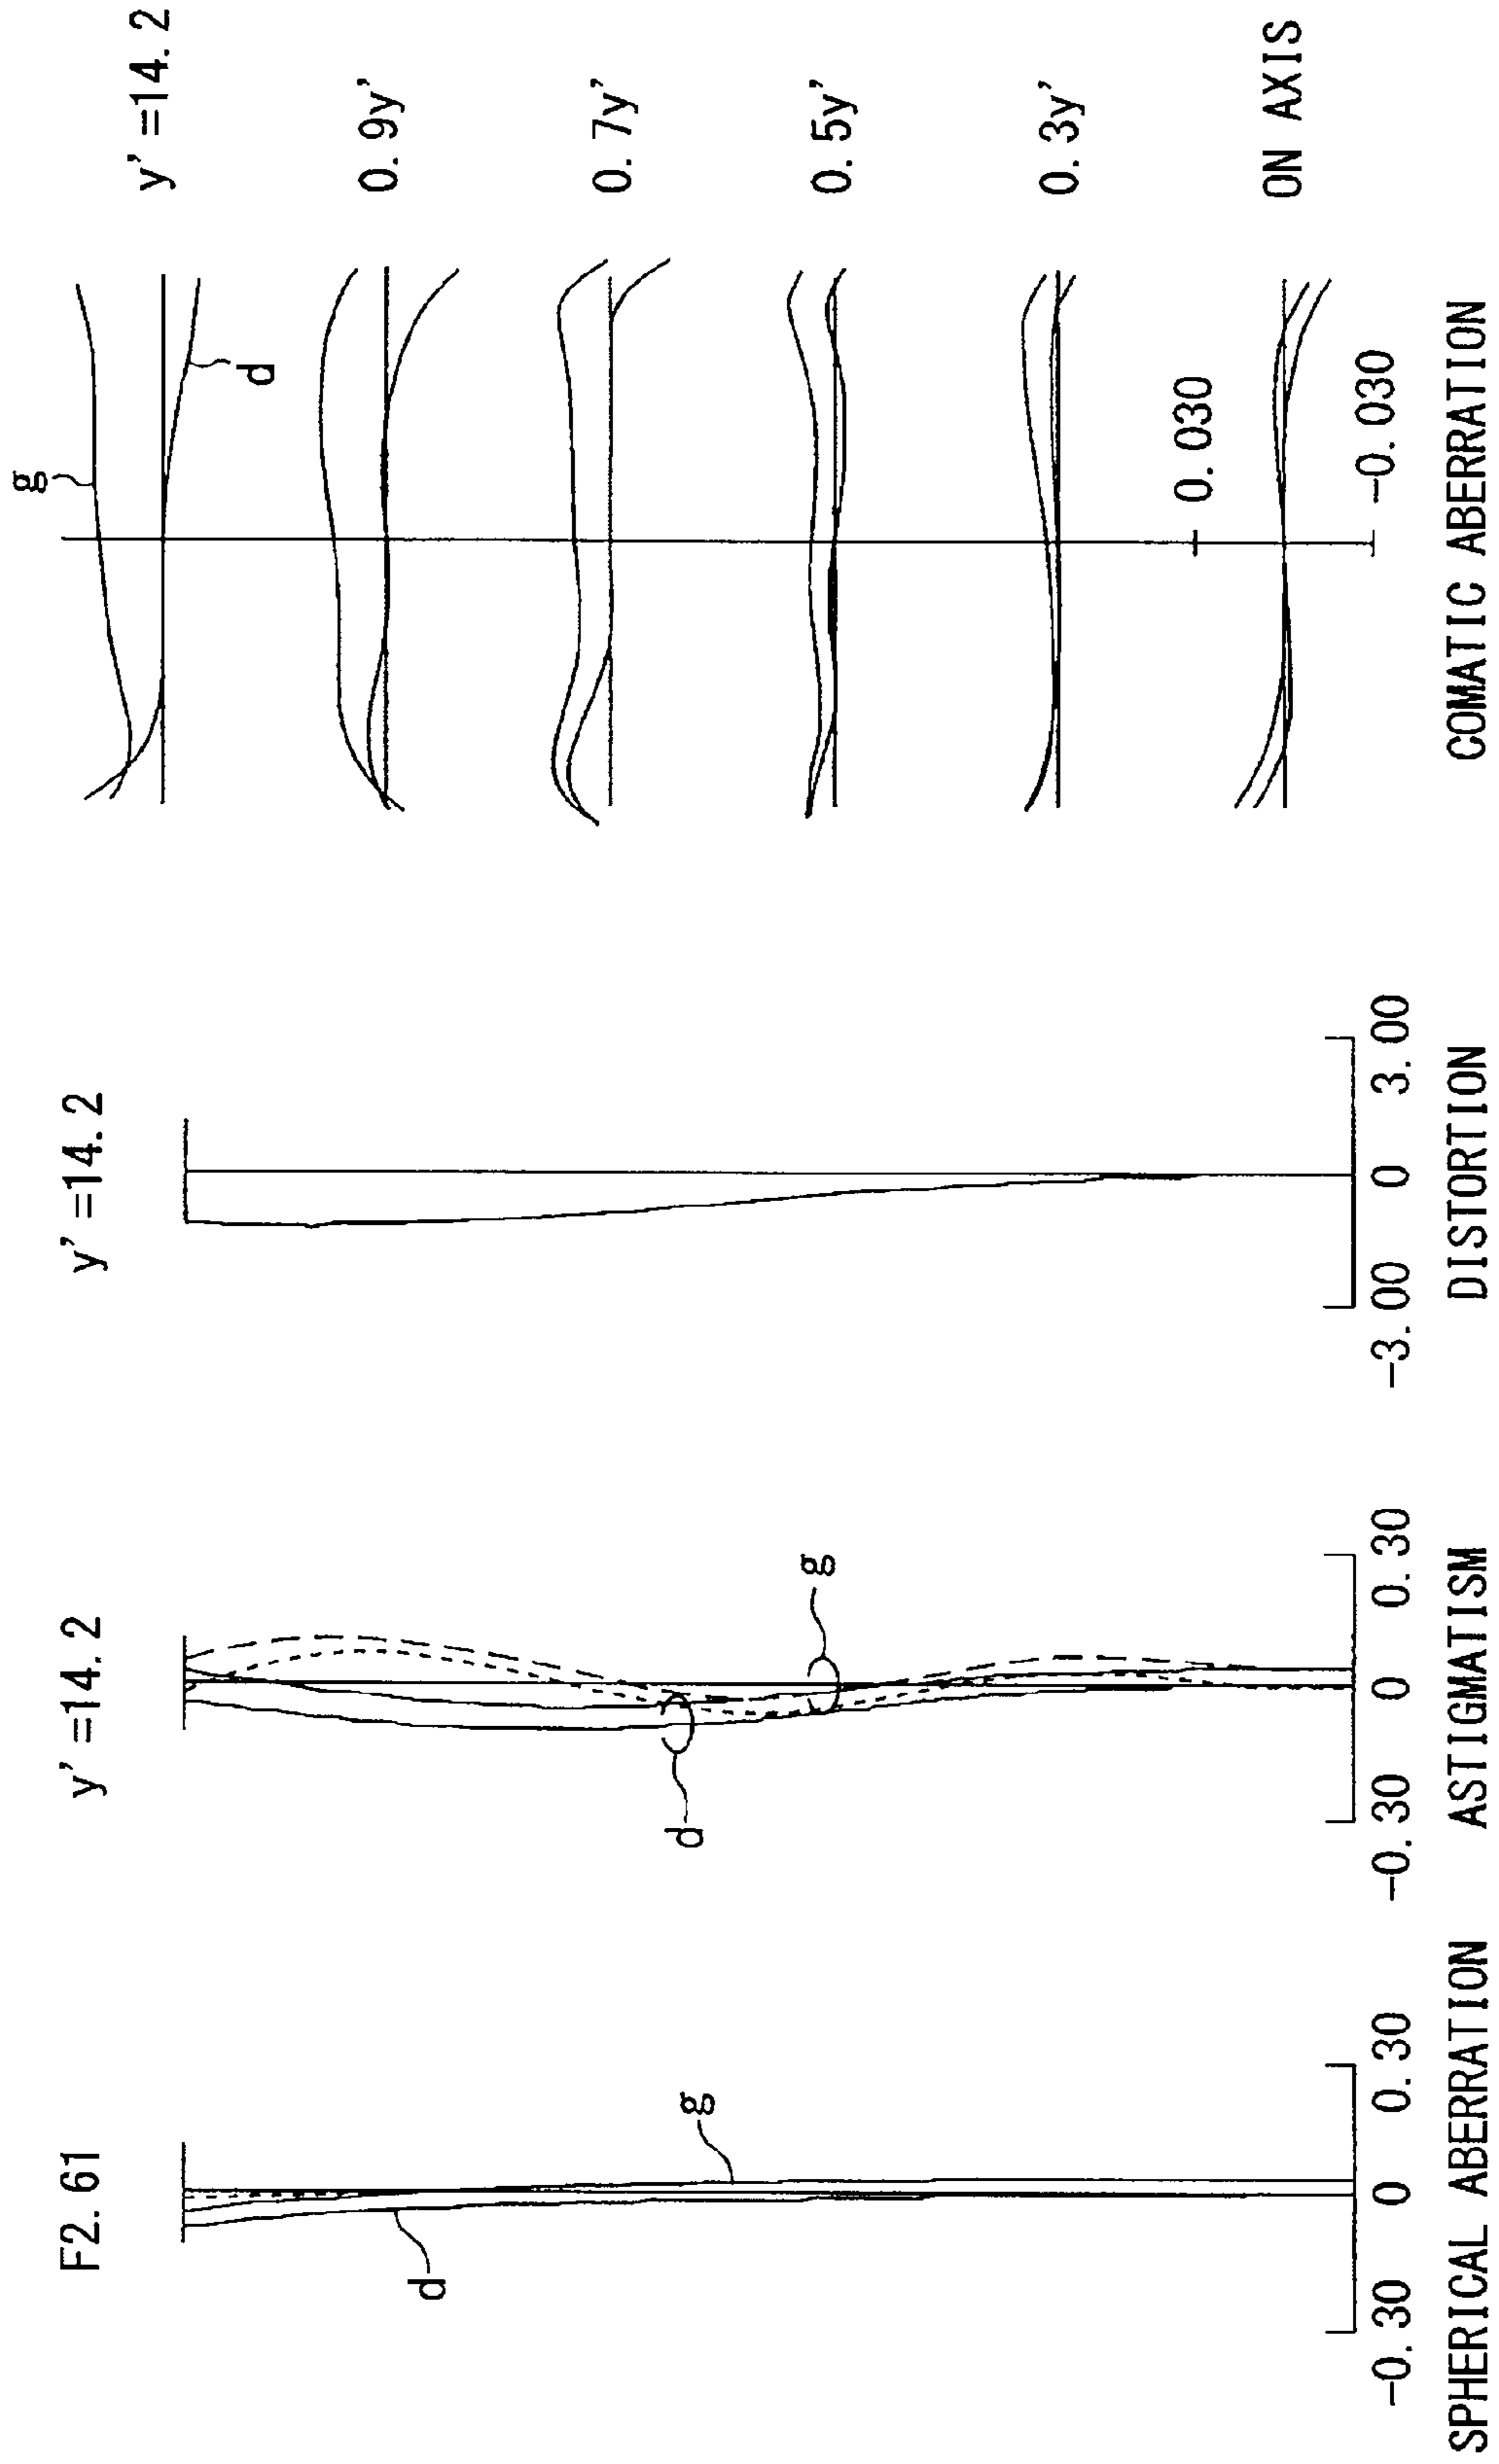 F2. 61
d
g
-0. 30
0
0. 30
SPHERICAL ABERRATION
y' =14. 2
d
g
-0. 30
0
0. 30
ASTIGMATISM
y' =14. 2
-3. 00
0
3. 00
DISTORTION
g
d
y' =14. 2
0. 9y'
0. 7y'
0. 5y'
0. 3y'
0. 030
ON AXIS
-0. 030
COMATIC ABERRATION